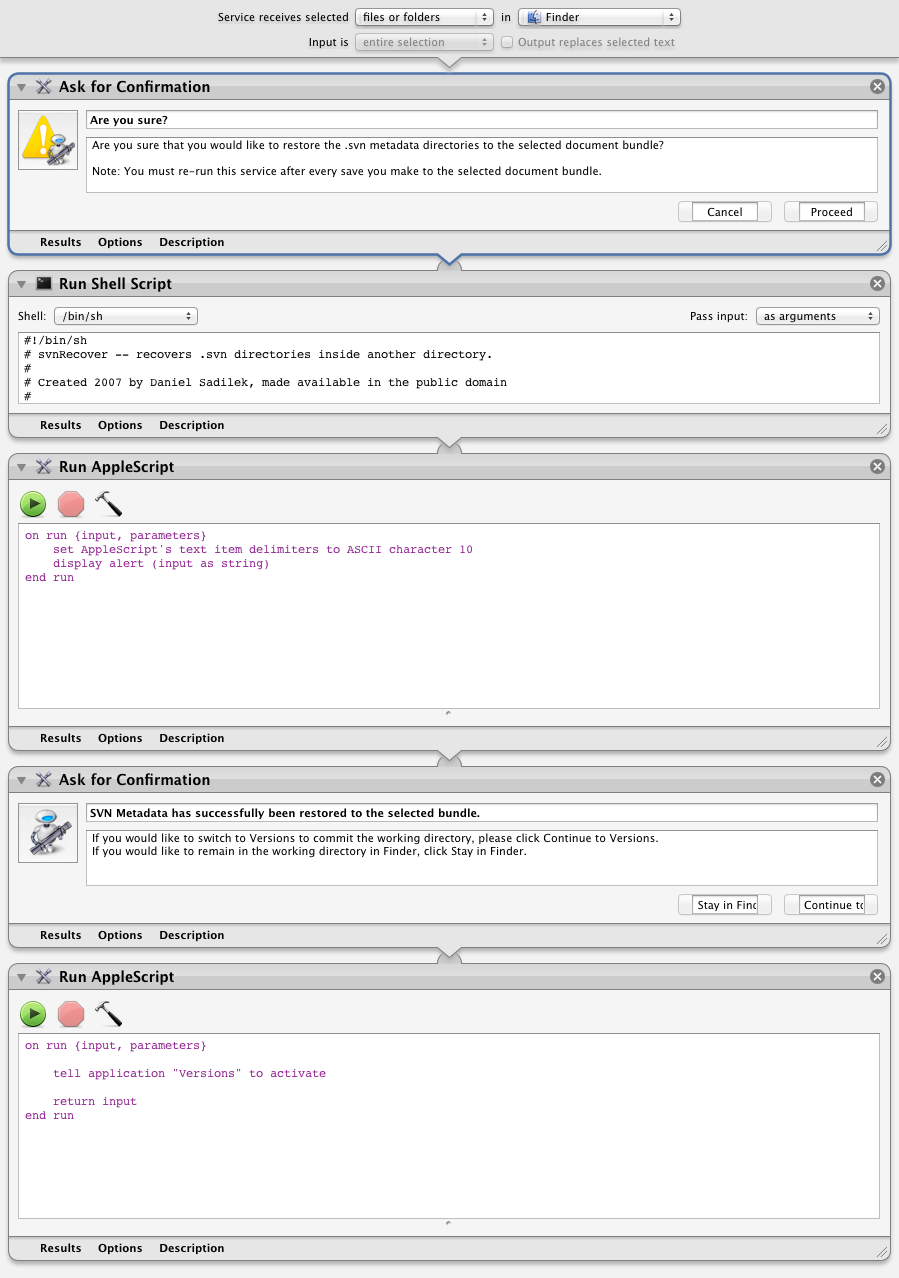 Service receives selected files or folders in Finder
Input is entire selection Output replaces selected text
Ask for Confirmation
Are you sure?
Are you sure that you would like to restore the .svn metadata directories to the selected document bundle?
Note: You must re-run this service after every save you make to the selected document bundle.
Cancel Proceed
Results Options Description
Run Shell Script
Shell: /bin/sh Pass input: as arguments
#!/bin/sh
# svnRecover -- recovers .svn directories inside another directory.
#
# Created 2007 by Daniel Sadilek, made available in the public domain
#
Results Options Description
Run AppleScript
on run {input, parameters}
set AppleScript's text item delimiters to ASCII character 10
display alert (input as string)
end run
Results Options Description
Ask for Confirmation
SVN Metadata has successfully been restored to the selected bundle.
If you would like to switch to Versions to commit the working directory, please click Continue to Versions.
If you would like to remain in the working directory in Finder, click Stay in Finder.
Stay in Finc Continue to
Results Options Description
Run AppleScript
on run {input, parameters}
tell application "Versions" to activate
return input
end run
Results Options Description